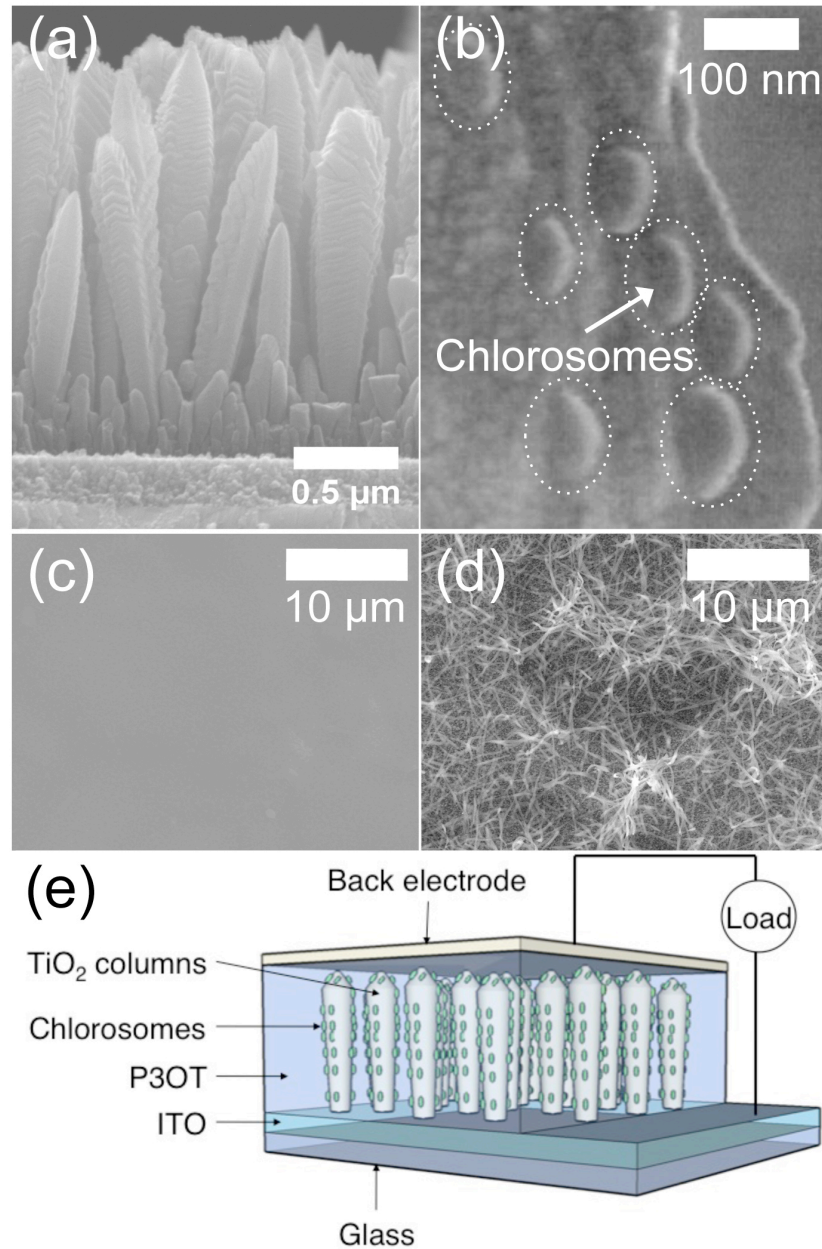 (a)
0.5 µm
(b)
100 nm
Chlorosomes
(c)
10 µm
(d)
10 µm
(e)
Back electrode
Load
TiO₂ columns
Chlorosomes
P3OT
ITO
Glass